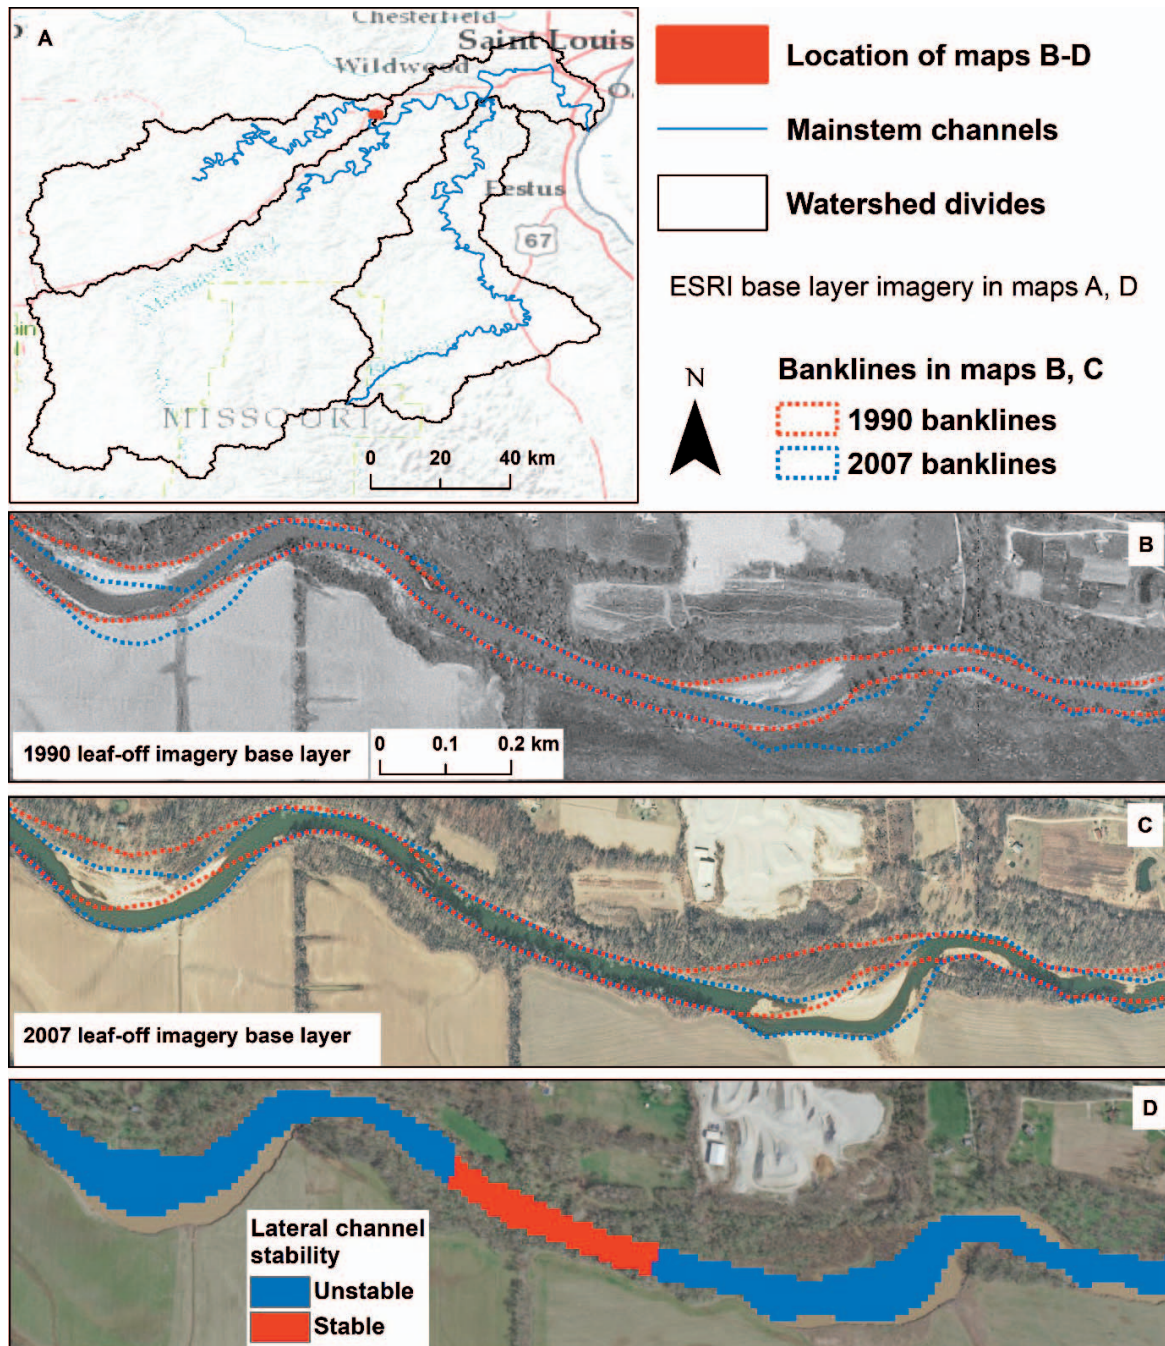 A
Chesterfield
Saint Louis
Wildwood
O
Festus
67
Meramec River
MISSOURI
0 20 40 km
Location of maps B-D
Mainstem channels
Watershed divides
ESRI base layer imagery in maps A, D
N
Banklines in maps B, C
1990 banklines
2007 banklines
B
1990 leaf-off imagery base layer
0 0.1 0.2 km
C
2007 leaf-off imagery base layer
D
Lateral channel
stability
Unstable
Stable